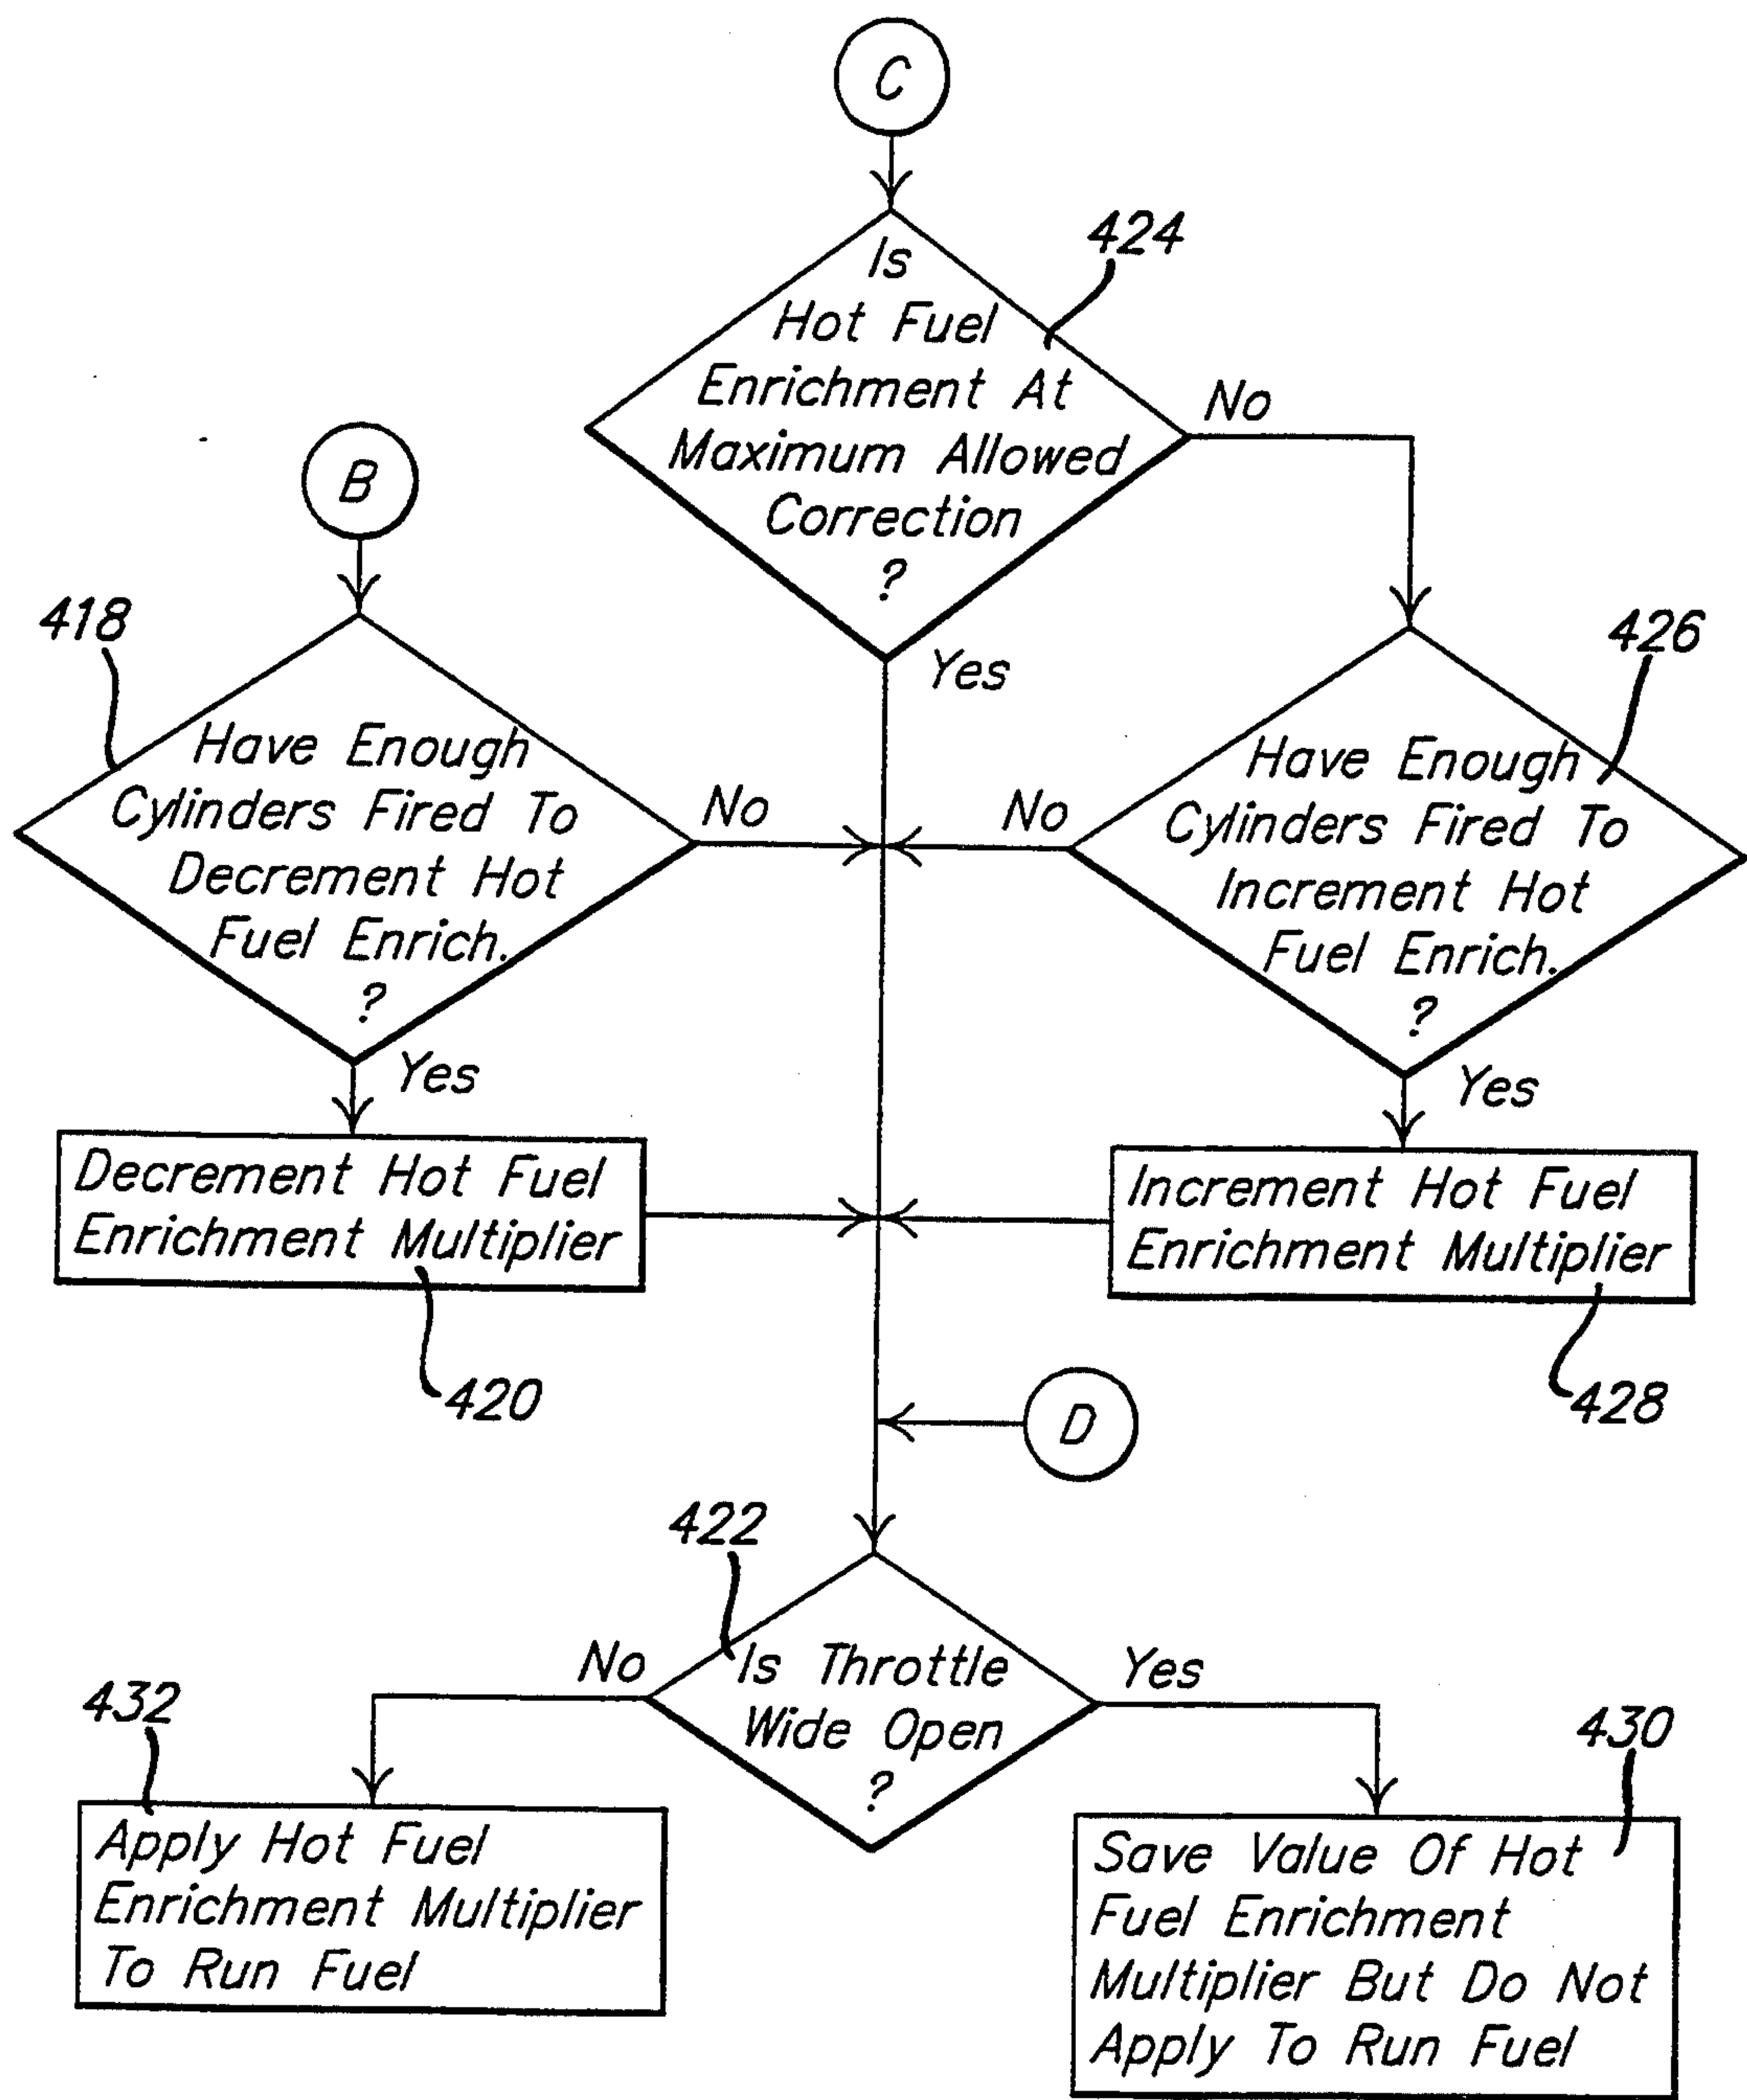 C
424
Is
Hot Fuel
Enrichment At
Maximum Allowed
Correction
?
No
Yes
B
418
Have Enough
Cylinders Fired To
Decrement Hot
Fuel Enrich.
?
No
Yes
426
Have Enough
Cylinders Fired To
Increment Hot
Fuel Enrich.
?
No
Yes
Decrement Hot Fuel
Enrichment Multiplier
420
Increment Hot Fuel
Enrichment Multiplier
428
D
422
Is Throttle
Wide Open
?
No
Yes
432
Apply Hot Fuel
Enrichment Multiplier
To Run Fuel
430
Save Value Of Hot
Fuel Enrichment
Multiplier But Do Not
Apply To Run Fuel